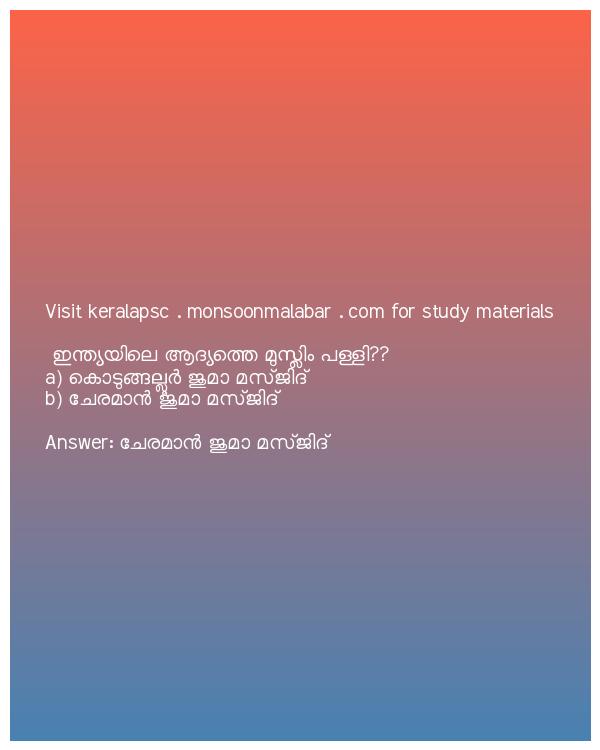 Visit keralapsc . monsoonmalabar . com for study materials
ഇന്ത്യയിലെ ആദ്യത്തെ മുസ്ലിം പള്ളി??
a) കൊടുങ്ങല്ലൂർ ജുമാ മസ്ജിദ്
b) ചേരമാൻ ജുമാ മസ്ജിദ്
Answer: ചേരമാൻ ജുമാ മസ്ജിദ്